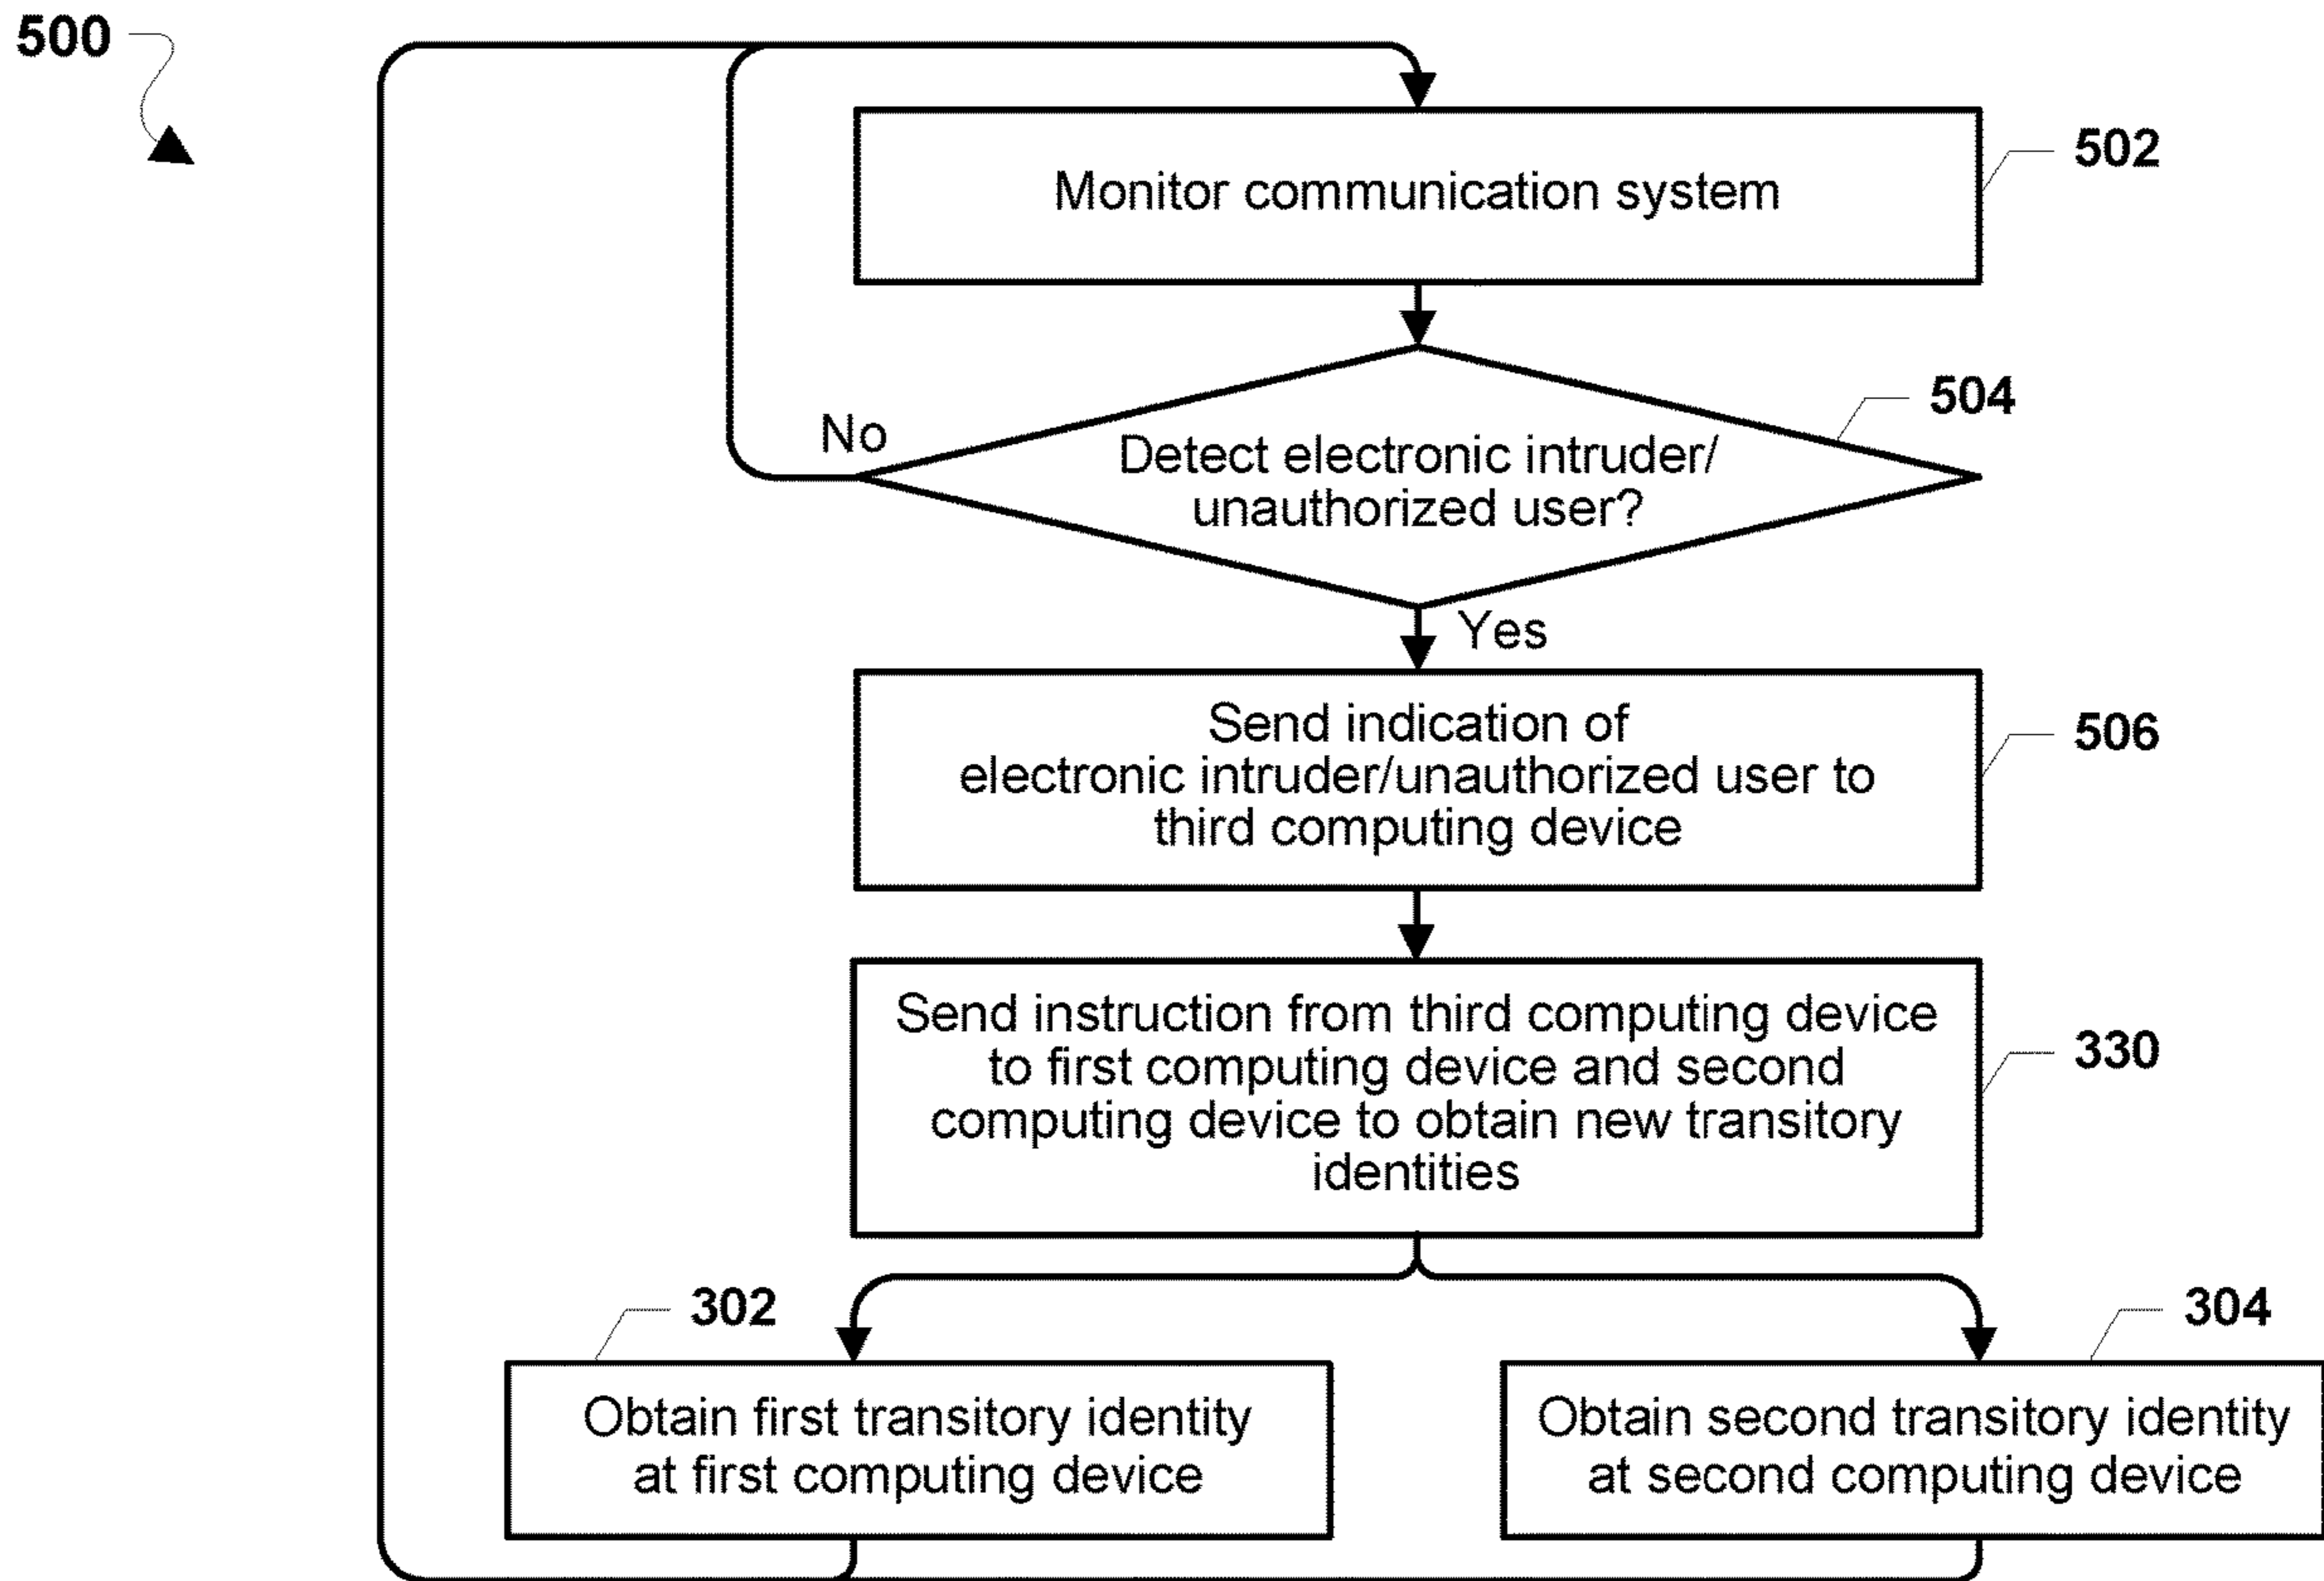 500
Monitor communication system
502
504
No
Detect electronic intruder/
unauthorized user?
Yes
Send indication of
electronic intruder/unauthorized user to
third computing device
506
Send instruction from third computing device
to first computing device and second
computing device to obtain new transitory
identities
330
302
304
Obtain first transitory identity
at first computing device
Obtain second transitory identity
at second computing device